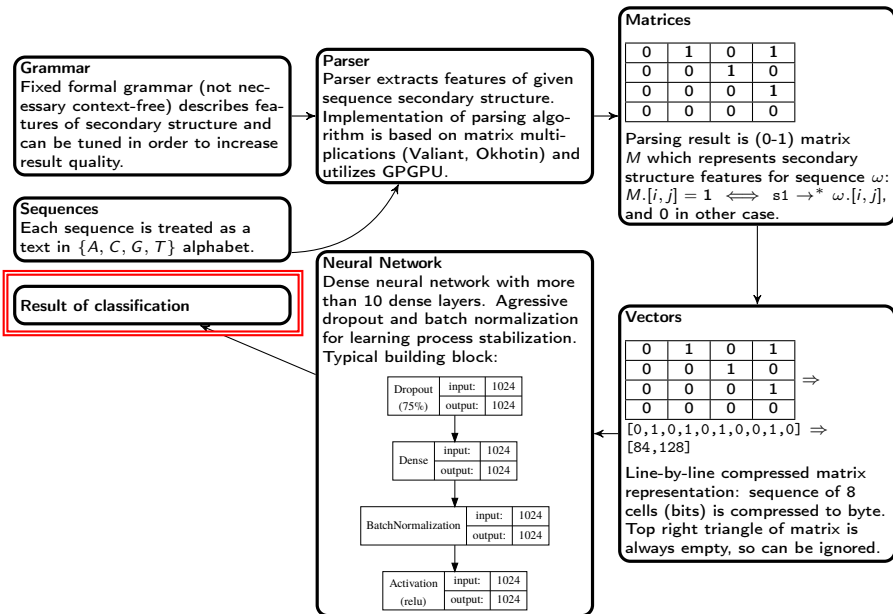 Grammar
Fixed formal grammar (not nec-
essary context-free) describes fea-
tures of secondary structure and
can be tuned in order to increase
result quality.
Sequences
Each sequence is treated as a
text in {A, C, G, T} alphabet.
Result of classification
Parser
Parser extracts features of given
sequence secondary structure.
Implementation of parsing algo-
rithm is based on matrix multi-
plications (Valiant, Okhotin) and
utilizes GPGPU.
Matrices
0 1 0 1
0 0 1 0
0 0 0 1
0 0 0 0
Parsing result is (0-1) matrix
M which represents secondary
structure features for sequence ω:
M.[i, j] = 1 ⟺ s1 →* ω.[i, j],
and 0 in other case.
Vectors
0 1 0 1
0 0 1 0 ⇒
0 0 0 1
0 0 0 0
[0,1,0,1,0,1,0,0,1,0] ⇒
[84,128]
Line-by-line compressed matrix
representation: sequence of 8
cells (bits) is compressed to byte.
Top right triangle of matrix is
always empty, so can be ignored.
Neural Network
Dense neural network with more
than 10 dense layers. Agressive
dropout and batch normalization
for learning process stabilization.
Typical building block:
Dropout
(75%)
input: 1024
output: 1024
Dense
input: 1024
output: 1024
BatchNormalization
input: 1024
output: 1024
Activation
(relu)
input: 1024
output: 1024